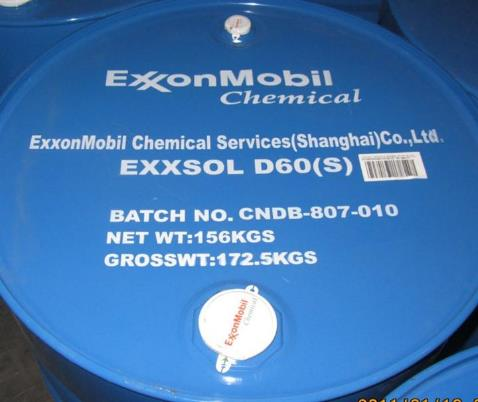 ExxonMobil
Chemical
ExxonMobil Chemical Services(Shanghai)Co.,Ltd.
EXXSOL D60(S)
BATCH NO. CNDB-807-010
NET WT:156KGS
GROSSWT:172.5KGS
ExxonMobil
Chemical